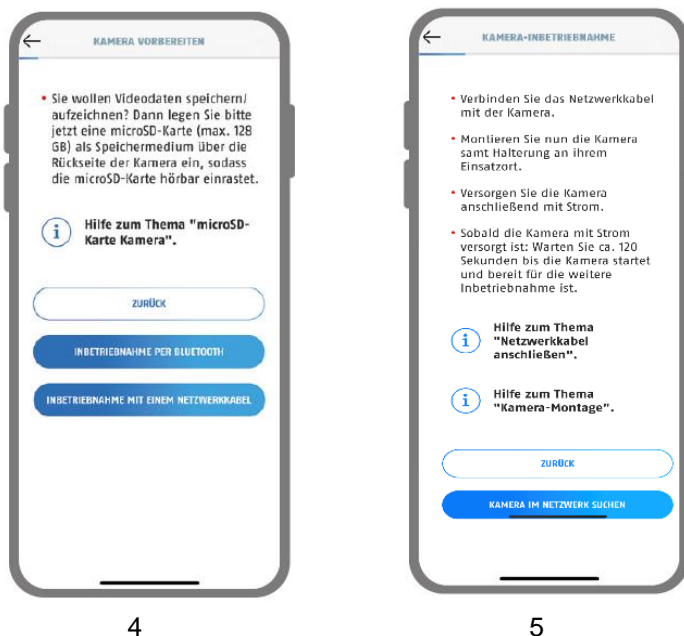 KAMERA VORBEREITEN
• Sie wollen Videodaten speichern/
aufzeichnen? Dann legen Sie bitte
jetzt eine microSD-Karte (max. 128
GB) als Speichermedium über die
Rückseite der Kamera ein, sodass
die microSD-Karte hörbar einrastet.
i
Hilfe zum Thema "microSD-
Karte Kamera".
ZURÜCK
INBETRIEBNAHME PER BLUETOOTH
INBETRIEBNAHME MIT EINEM NETZWERKKABEL
4
KAMERA-INBETRIEBNAHME
• Verbinden Sie das Netzwerkkabel
mit der Kamera.
• Montieren Sie nun die Kamera
samt Halterung an ihrem
Einsatzort.
• Versorgen Sie die Kamera
anschließend mit Strom.
• Sobald die Kamera mit Strom
versorgt ist: Warten Sie ca. 120
Sekunden bis die Kamera startet
und bereit für die weitere
Inbetriebnahme ist.
i
Hilfe zum Thema
"Netzwerkkabel
anschließen".
i
Hilfe zum Thema
"Kamera-Montage".
ZURÜCK
KAMERA IM NETZWERK SUCHEN
5